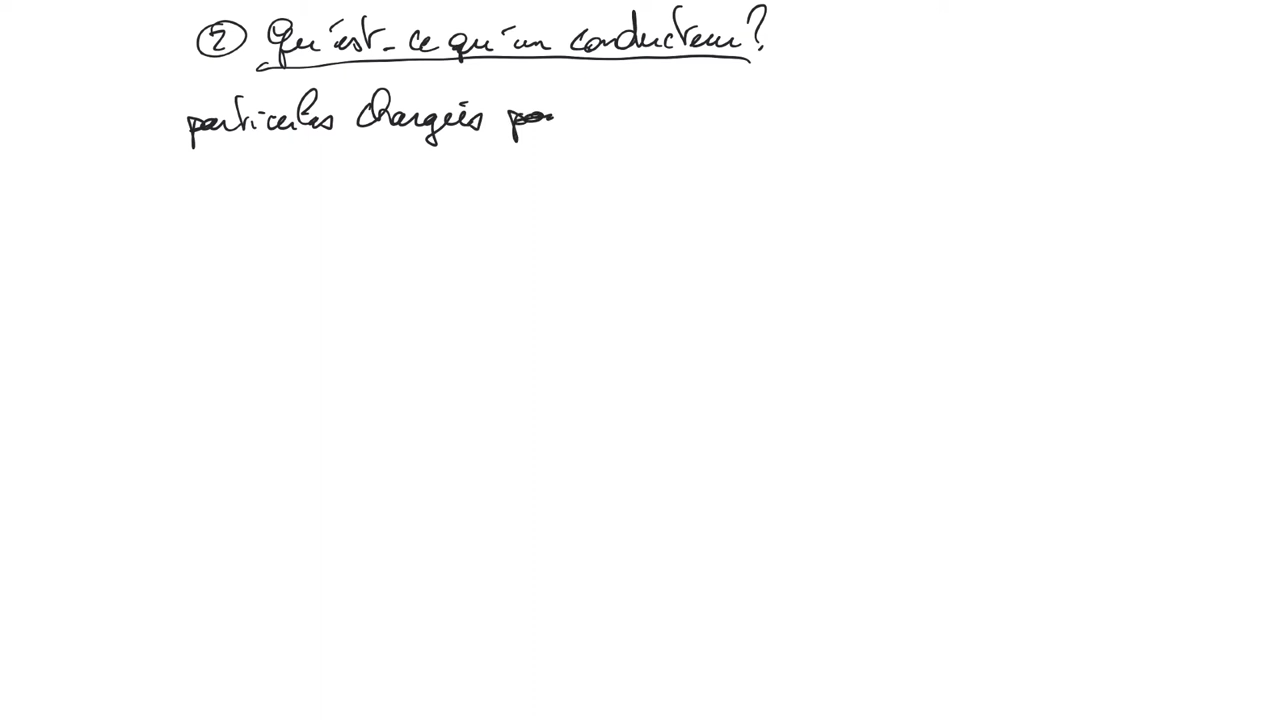 ② Qu'est-ce qu'un conducteur ?
particules chargées